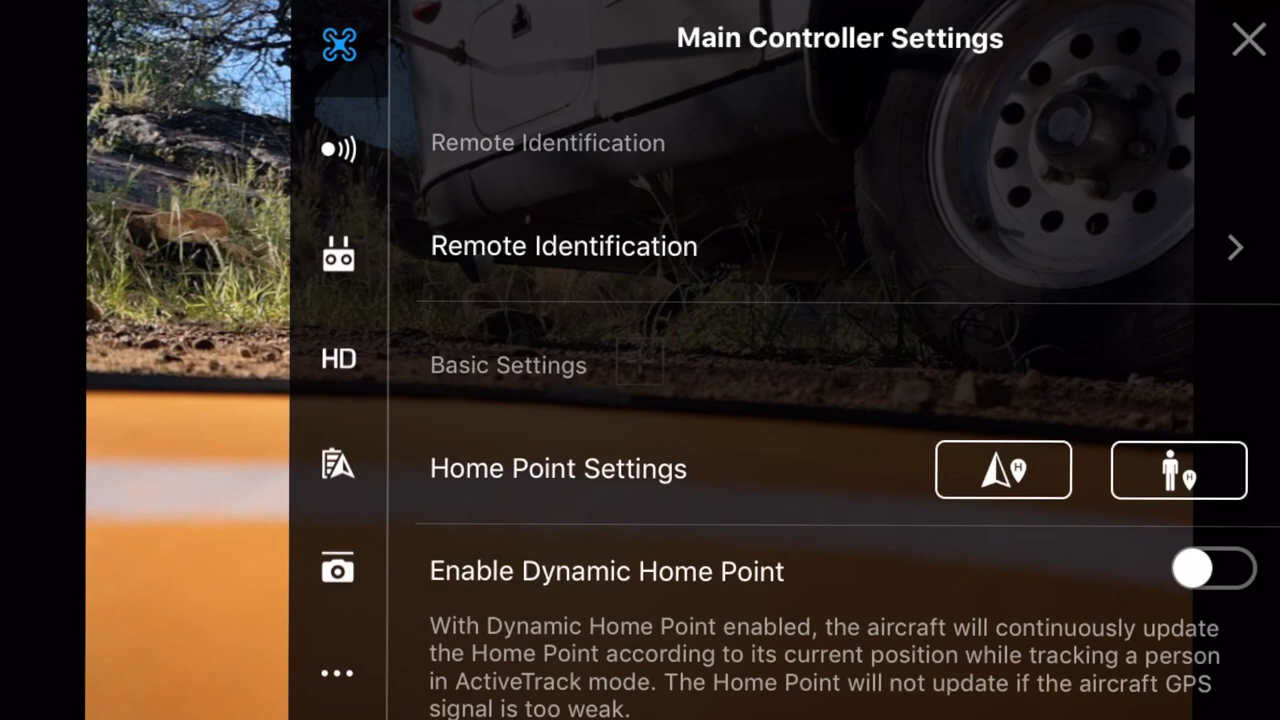 Main Controller Settings
Remote Identification
Remote Identification
HD
Basic Settings
Home Point Settings
H
H
Enable Dynamic Home Point
With Dynamic Home Point enabled, the aircraft will continuously update
the Home Point according to its current position while tracking a person
in ActiveTrack mode. The Home Point will not update if the aircraft GPS
signal is too weak.